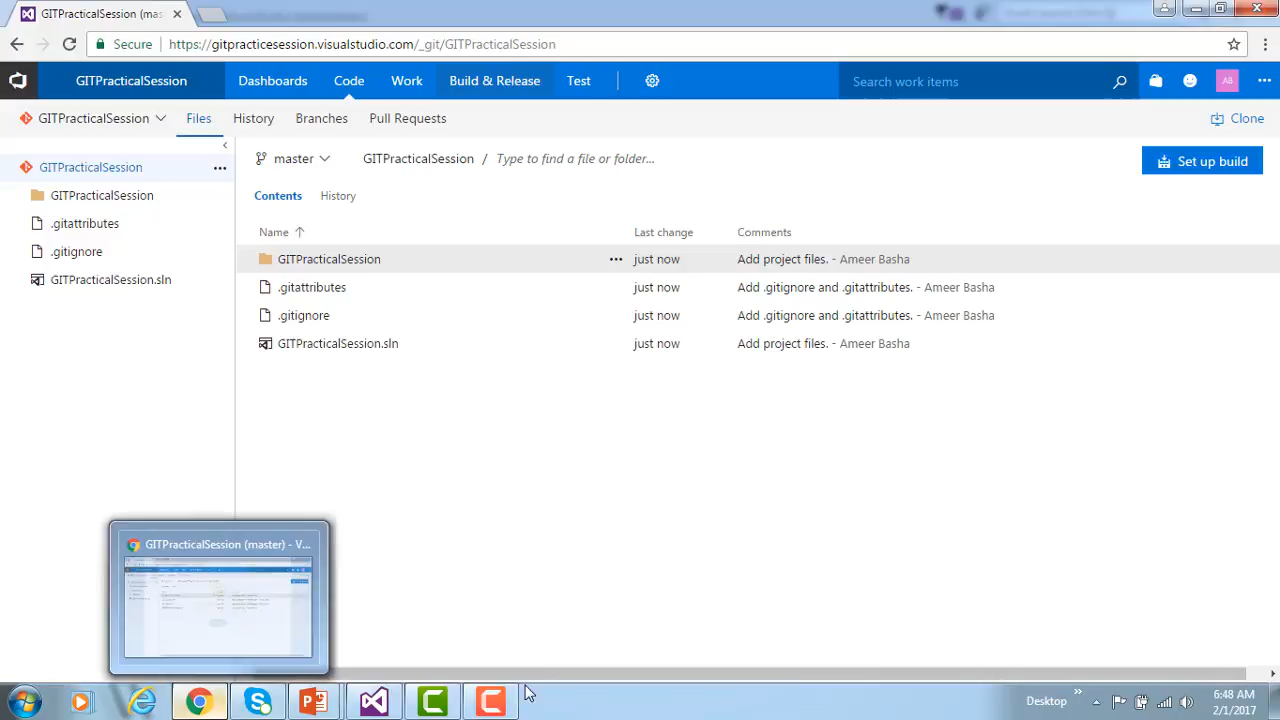 GITPracticalSession (mas
Secure https://gitpracticesession.visualstudio.com/_git/GITPracticalSession
GITPracticalSession Dashboards Code Work Build & Release Test Search work items AB
GITPracticalSession Files History Branches Pull Requests Clone
GITPracticalSession
GITPracticalSession
.gitattributes
.gitignore
GITPracticalSession.sln
master GITPracticalSession / Type to find a file or folder... Set up build
Contents History
Name Last change Comments
GITPracticalSession ... just now Add project files. - Ameer Basha
.gitattributes just now Add .gitignore and .gitattributes. - Ameer Basha
.gitignore just now Add .gitignore and .gitattributes. - Ameer Basha
GITPracticalSession.sln just now Add project files. - Ameer Basha
GITPracticalSession (master) - V...
Desktop
6:48 AM
2/1/2017